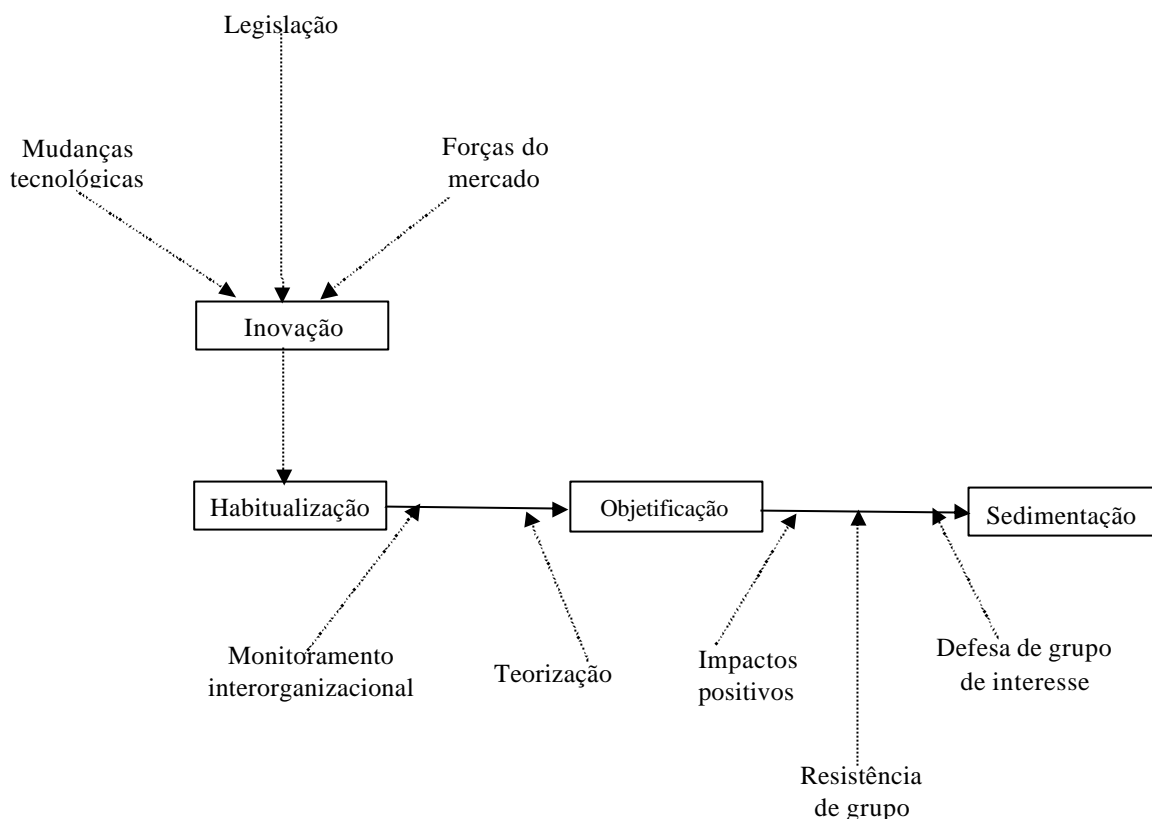 Legislação
Mudanças
tecnológicas
Forças do
mercado
Inovação
Habitualização
Objetificação
Sedimentação
Monitoramento
interorganizacional
Teorização
Impactos
positivos
Defesa de grupo
de interesse
Resistência
de grupo